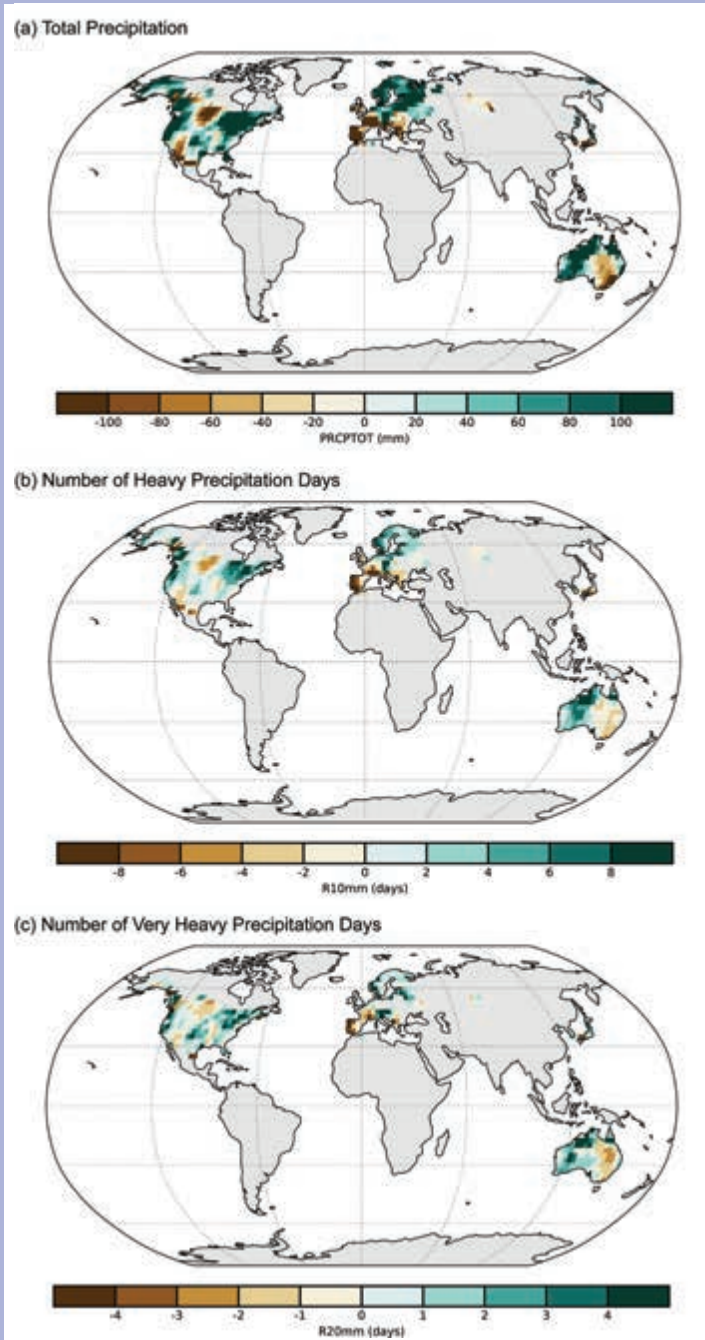 (a) Total Precipitation
-100 -80 -60 -40 -20 0 20 40 60 80 100
PRCPTOT (mm)
(b) Number of Heavy Precipitation Days
-8 -6 -4 -2 0 2 4 6 8
R10mm (days)
(c) Number of Very Heavy Precipitation Days
-4 -3 -2 -1 0 1 2 3 4
R20mm (days)